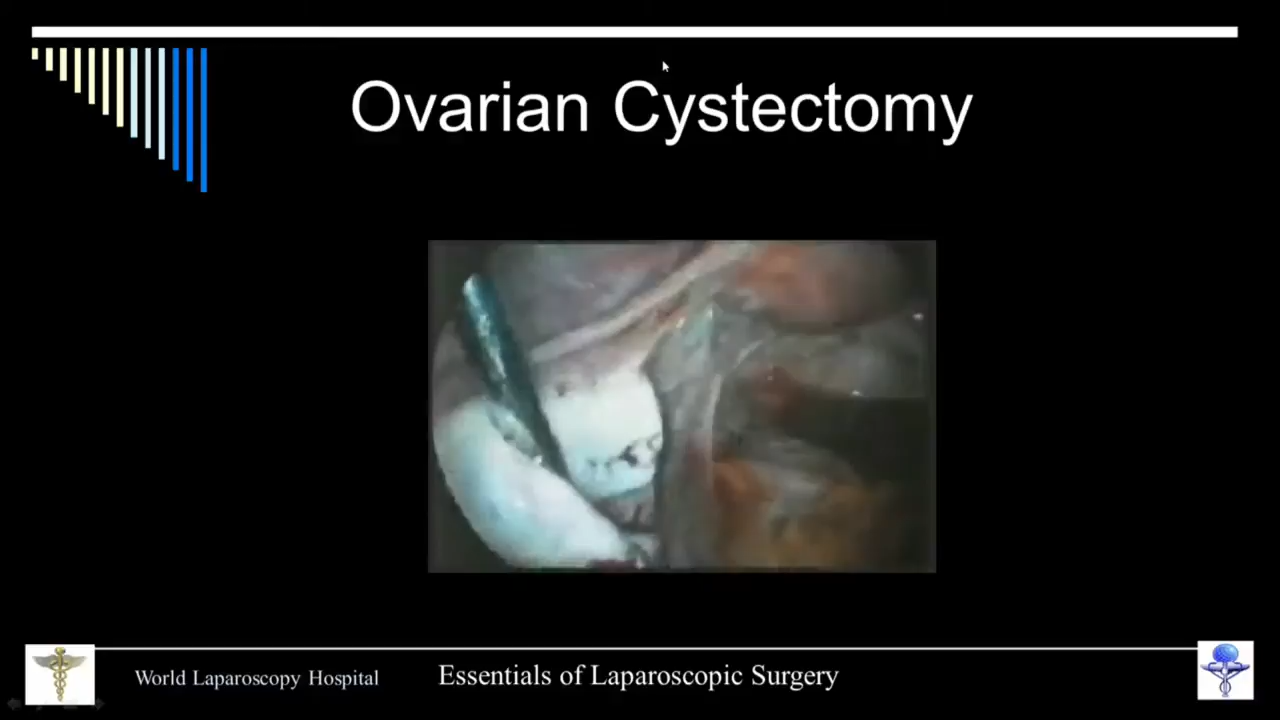 Ovarian Cystectomy
World Laparoscopy Hospital
Essentials of Laparoscopic Surgery